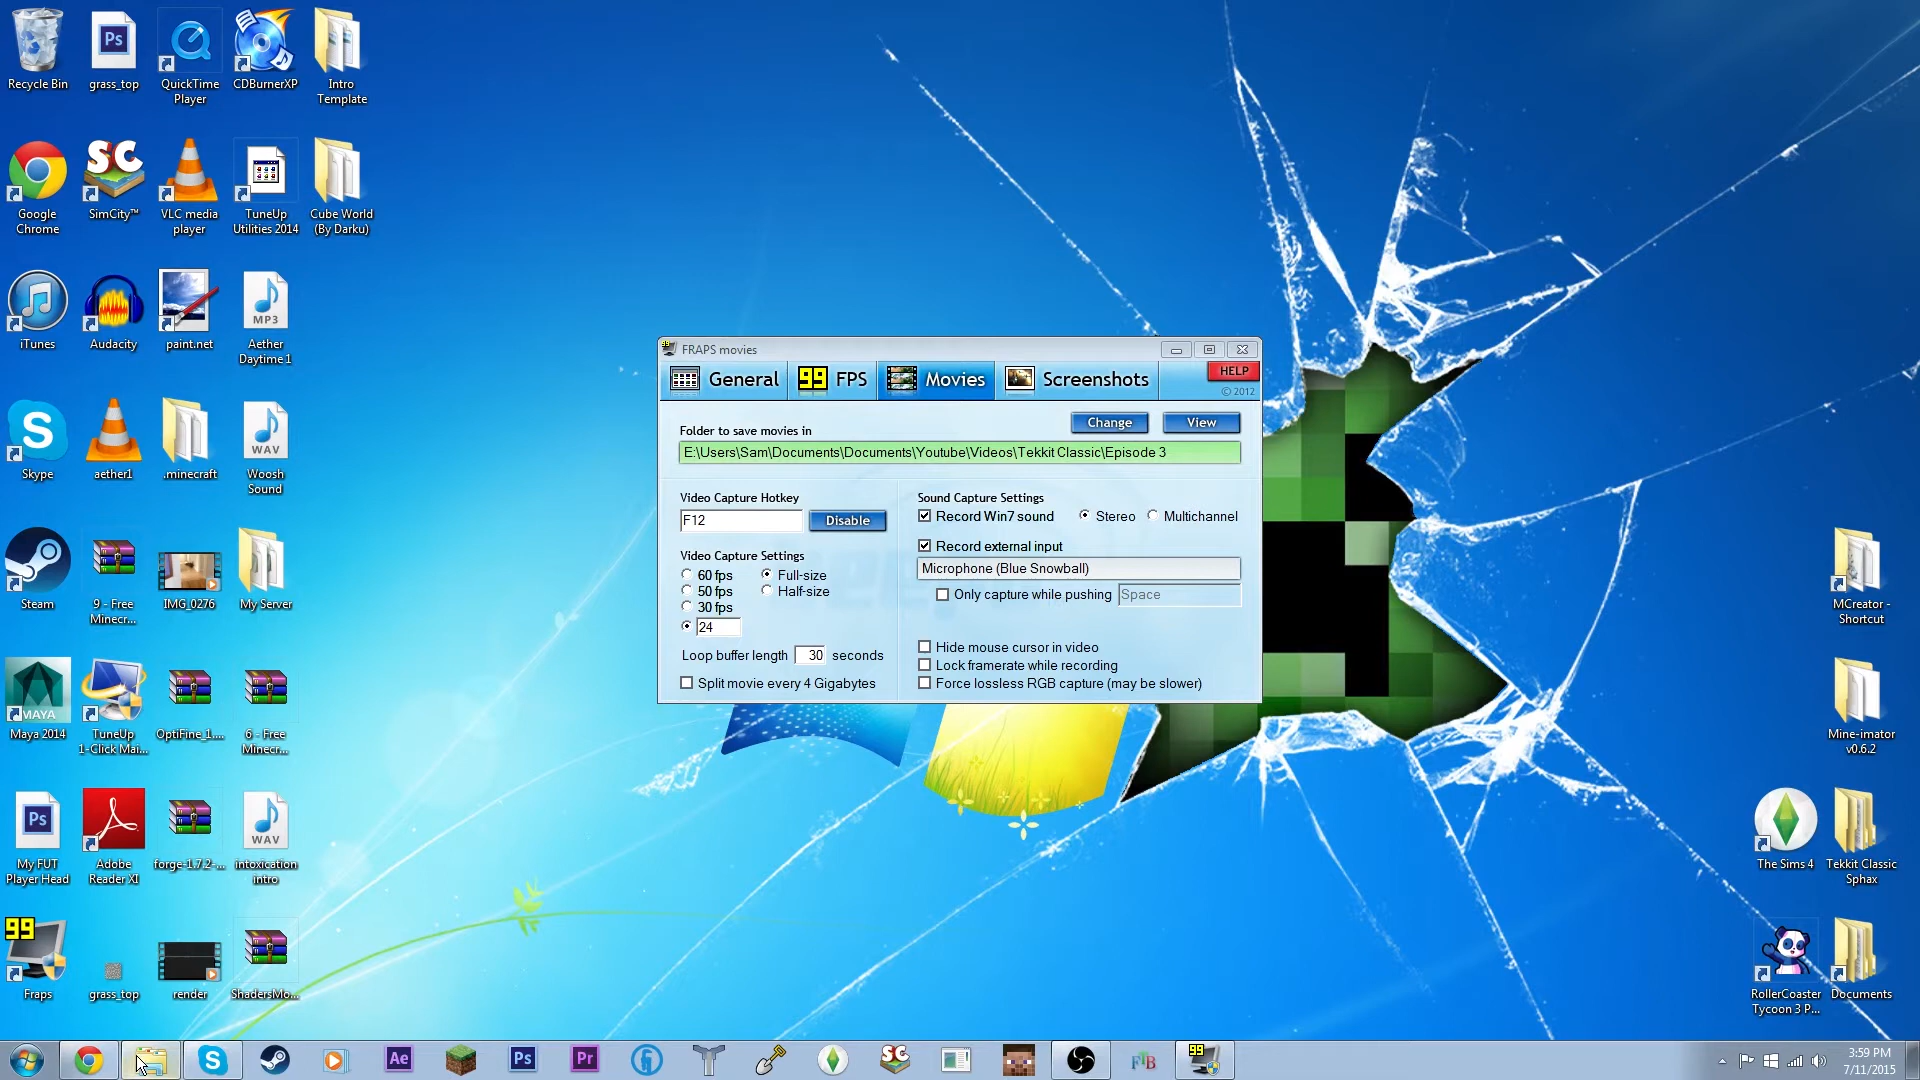 Recycle Bin
grass_top
QuickTime Player
CDBurnerXP
Intro Template
Google Chrome
SimCity™
VLC media player
TuneUp Utilities 2014
Cube World (By Darku)
iTunes
Audacity
paint.net
MP3
Aether Daytime 1
Skype
aether1
.minecraft
WAV
Woosh Sound
Steam
9 - Free Minecr...
IMG_0276
My Server
MAYA
Maya 2014
TuneUp 1-Click Mai...
OptiFine_1....
6 - Free Minecr...
Ps
My FUT Player Head
Adobe Reader XI
forge-1.7.2-...
WAV
intoxication intro
99
Fraps
grass_top
render
ShadersMo...
FRAPS movies
General
99 FPS
Movies
Screenshots
HELP
© 2012
Folder to save movies in
Change
View
E:\Users\Sam\Documents\Documents\Youtube\Videos\Tekkit Classic\Episode 3
Video Capture Hotkey
F12
Disable
Video Capture Settings
60 fps
50 fps
30 fps
24
Full-size
Half-size
Loop buffer length 30 seconds
Split movie every 4 Gigabytes
Sound Capture Settings
Record Win7 sound
Stereo
Multichannel
Record external input
Microphone (Blue Snowball)
Only capture while pushing
Space
Hide mouse cursor in video
Lock framerate while recording
Force lossless RGB capture (may be slower)
MCreator - Shortcut
Mine-imator v0.6.2
The Sims 4
Tekkit Classic Sphax
RollerCoaster Tycoon 3 P...
Documents
Ae
Ps
Pr
SC
FTB
99
3:59 PM
7/11/2015